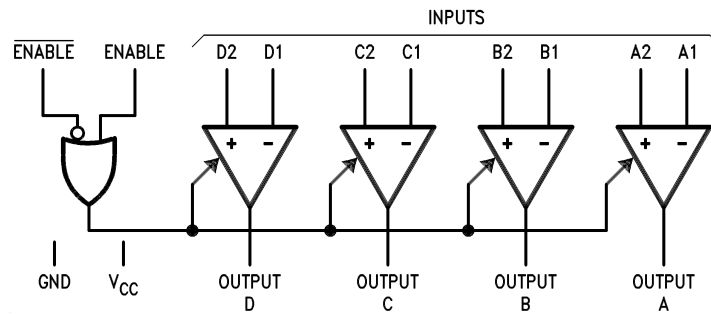 INPUTS
ENABLE ENABLE D2 D1 C2 C1 B2 B1 A2 A1
+ - + - + - + -
GND VCC OUTPUT OUTPUT OUTPUT OUTPUT
D C B A